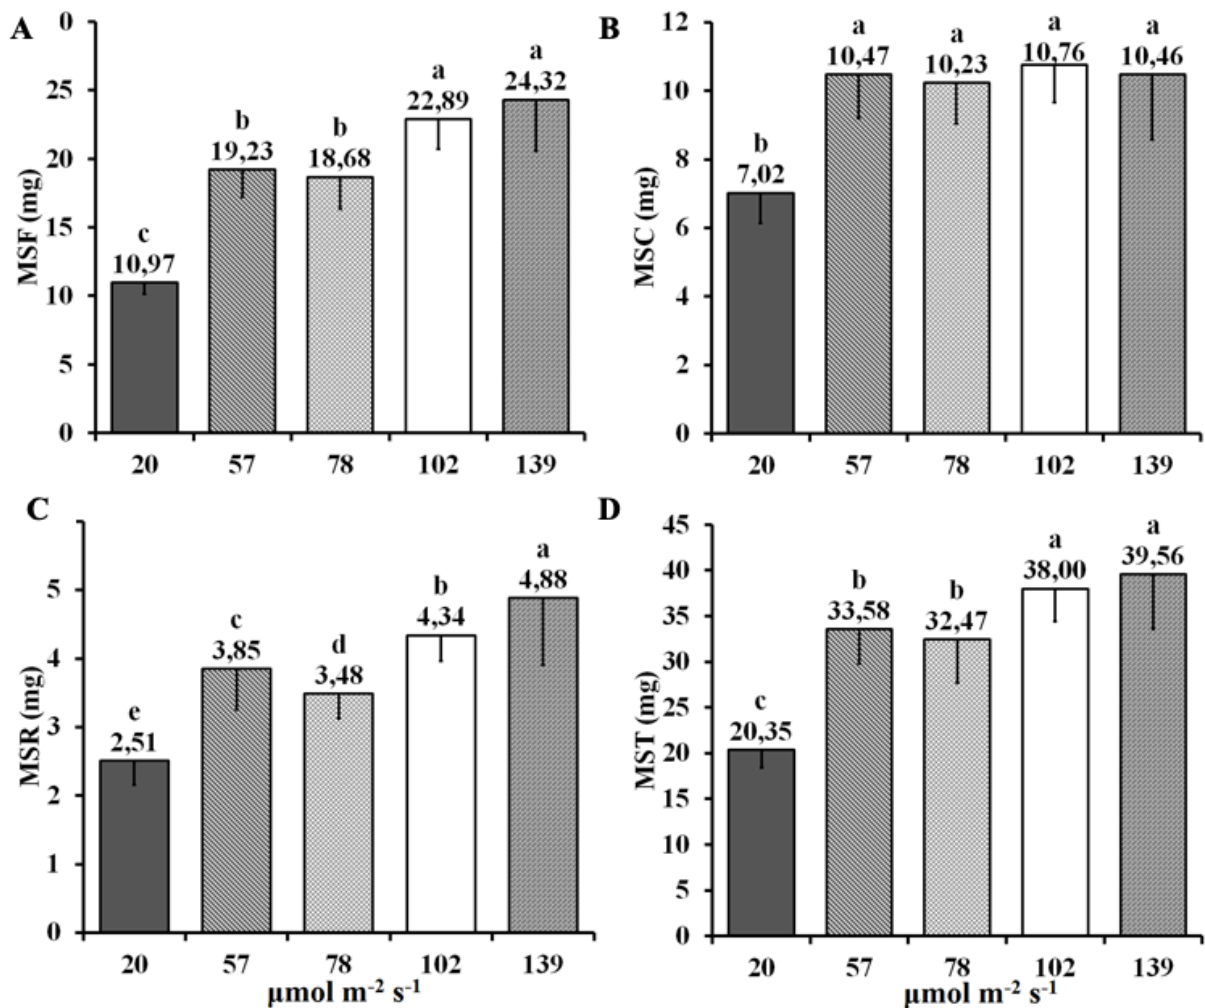 A
MSF (mg)
0
25
20
15
10
5
0
c
10,97
b
19,23
b
18,68
a
22,89
a
24,32
20 57 78 102 139
B
MSC (mg)
12
10
8
6
4
2
0
b
7,02
a
10,47
a
10,23
a
10,76
a
10,46
20 57 78 102 139
C
MSR (mg)
5
4
3
2
1
0
e
2,51
c
3,85
d
3,48
b
4,34
a
4,88
20 57 78 102 139
µmol m-2 s-1
D
MST (mg)
45
40
35
30
25
20
15
10
5
0
c
20,35
b
33,58
b
32,47
a
38,00
a
39,56
20 57 78 102 139
µmol m-2 s-1